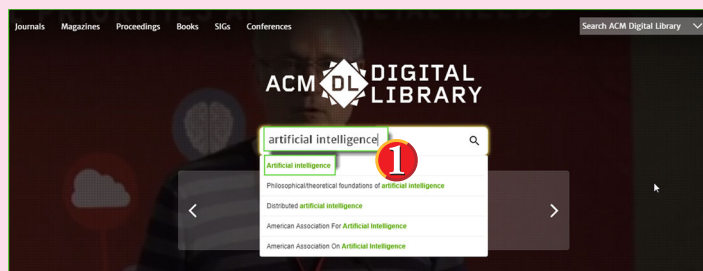 Journals Magazines Proceedings Books SIGs Conferences Search ACM Digital Library
ACM DL DIGITAL LIBRARY
artificial intelligence
1
Artificial intelligence
Philosophical/theoretical foundations of artificial intelligence
Distributed artificial intelligence
American Association For Artificial Intelligence
American Association On Artificial Intelligence